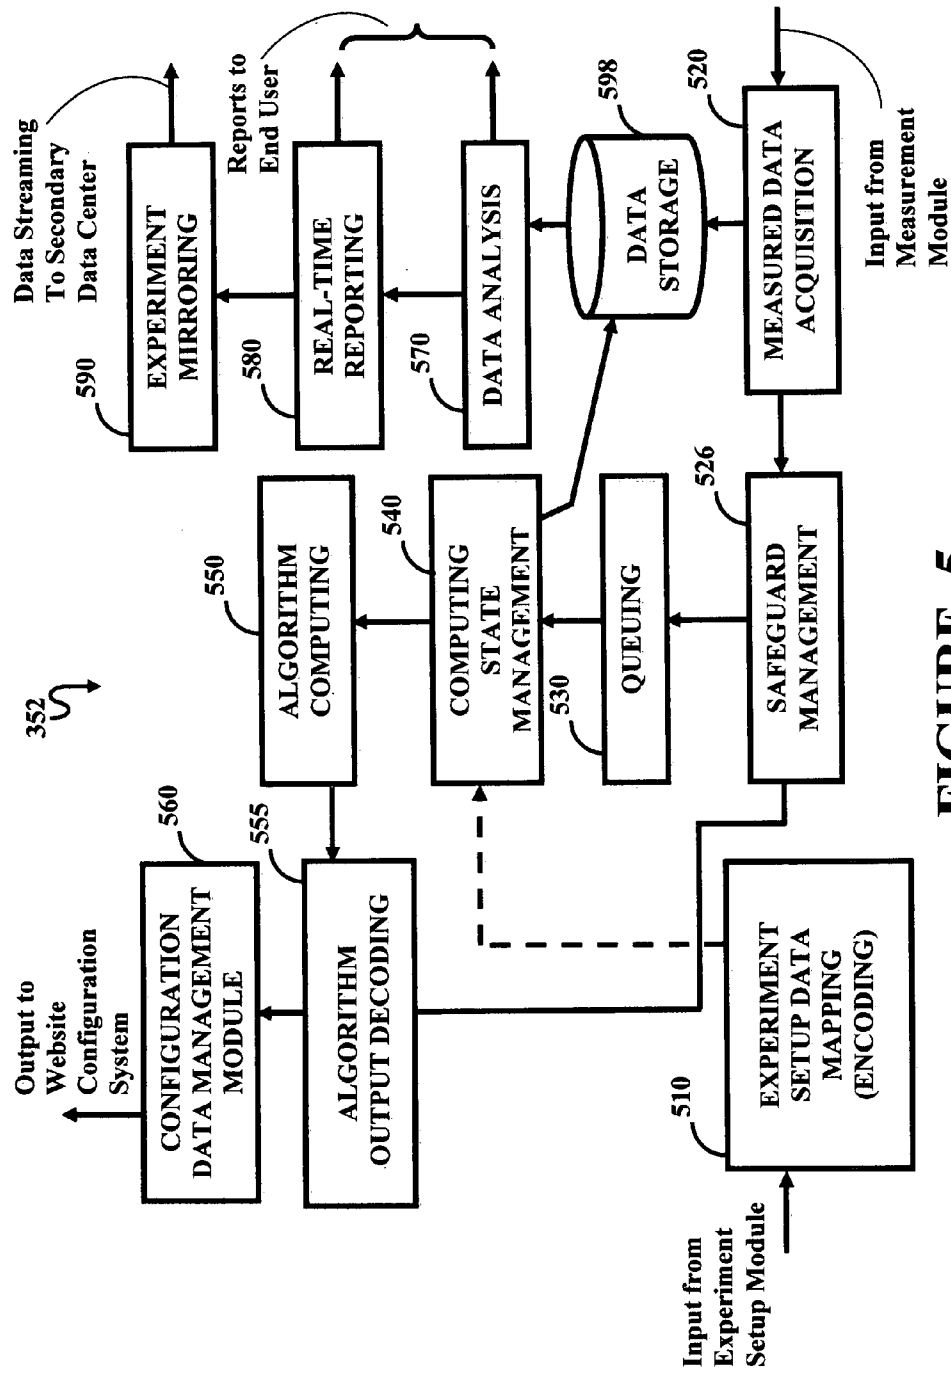 352
Output to
Website
Configuration
System
560
CONFIGURATION
DATA MANAGEMENT
MODULE
555
ALGORITHM
OUTPUT DECODING
Input from
Experiment
Setup Module
510
EXPERIMENT
SETUP DATA
MAPPING
(ENCODING)
550
ALGORITHM
COMPUTING
540
COMPUTING
STATE
MANAGEMENT
530
QUEUING
526
SAFEGUARD
MANAGEMENT
Data Streaming
To Secondary
Data Center
590
EXPERIMENT
MIRRORING
Reports to
End User
580
REAL-TIME
REPORTING
570
DATA ANALYSIS
598
DATA
STORAGE
520
MEASURED DATA
ACQUISITION
Input from
Measurement
Module
FIGURE 5